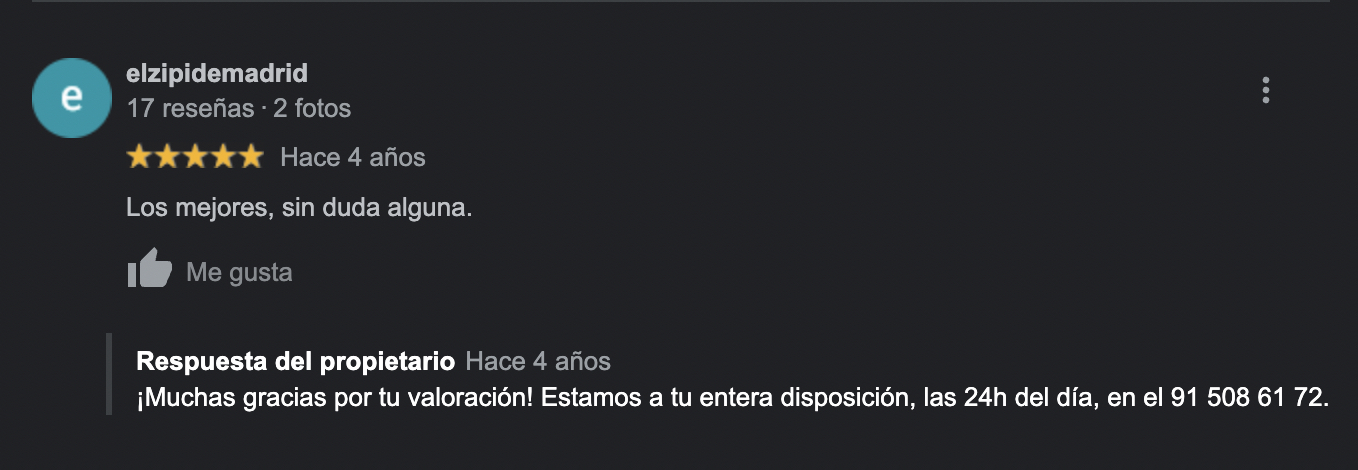 e
elzipidemadrid
17 reseñas · 2 fotos
Hace 4 años
Los mejores, sin duda alguna.
Me gusta
Respuesta del propietario Hace 4 años
¡Muchas gracias por tu valoración! Estamos a tu entera disposición, las 24h del día, en el 91 508 61 72.